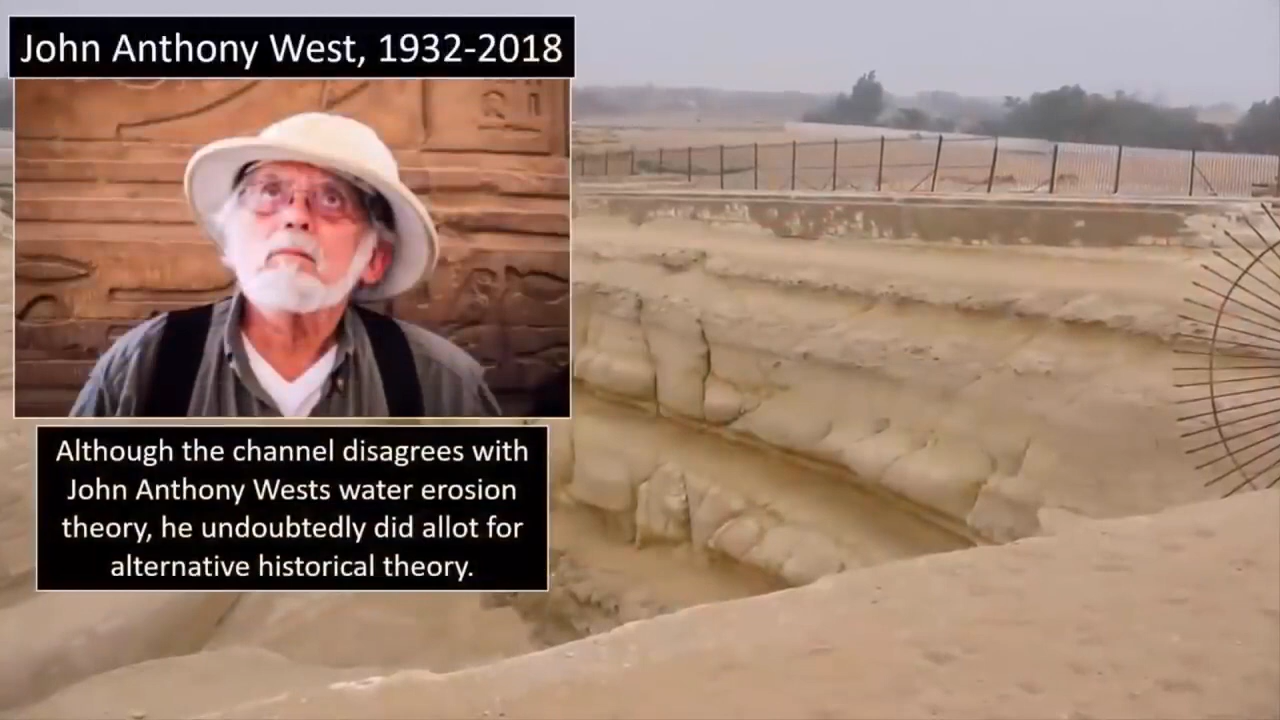 John Anthony West, 1932-2018
Although the channel disagrees with
John Anthony Wests water erosion
theory, he undoubtedly did allot for
alternative historical theory.